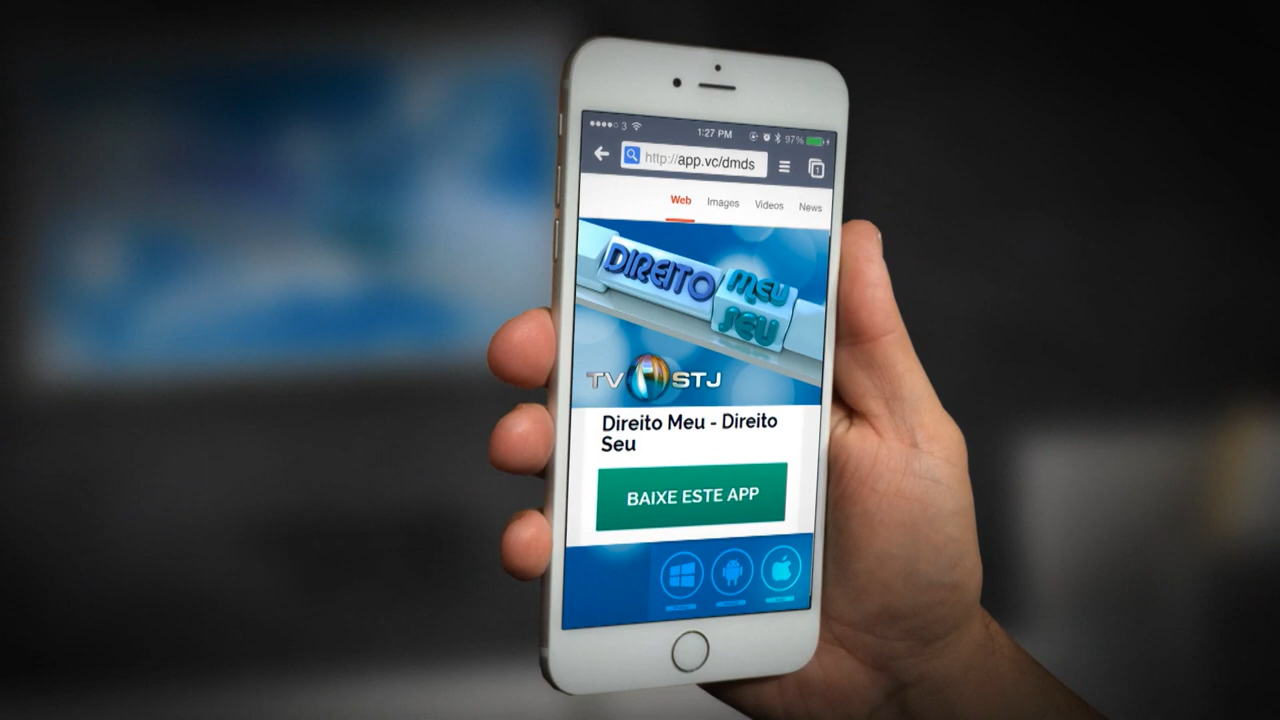 3 1:27 PM 97%
http://app.vc/dmds
1
Web Images Videos News
DIREITO MEU
SEU
TV STJ
Direito Meu - Direito
Seu
BAIXE ESTE APP